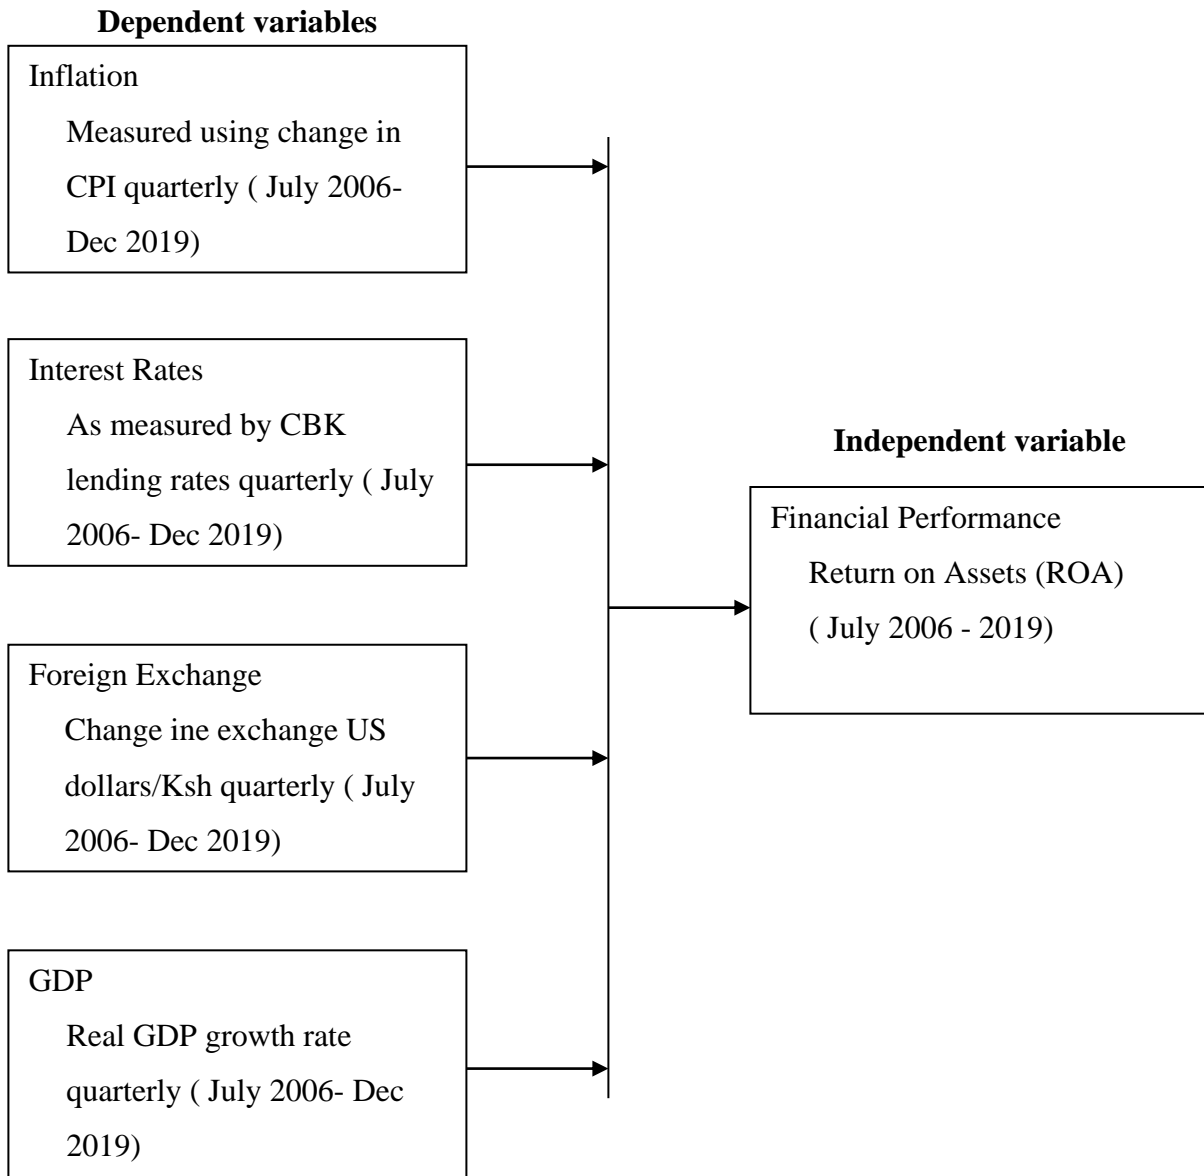 Dependent variables
Inflation
Measured using change in
CPI quarterly ( July 2006-
Dec 2019)
Interest Rates
As measured by CBK
lending rates quarterly ( July
2006- Dec 2019)
Foreign Exchange
Change ine exchange US
dollars/Ksh quarterly ( July
2006- Dec 2019)
GDP
Real GDP growth rate
quarterly ( July 2006- Dec
2019)
Independent variable
Financial Performance
Return on Assets (ROA)
( July 2006 - 2019)